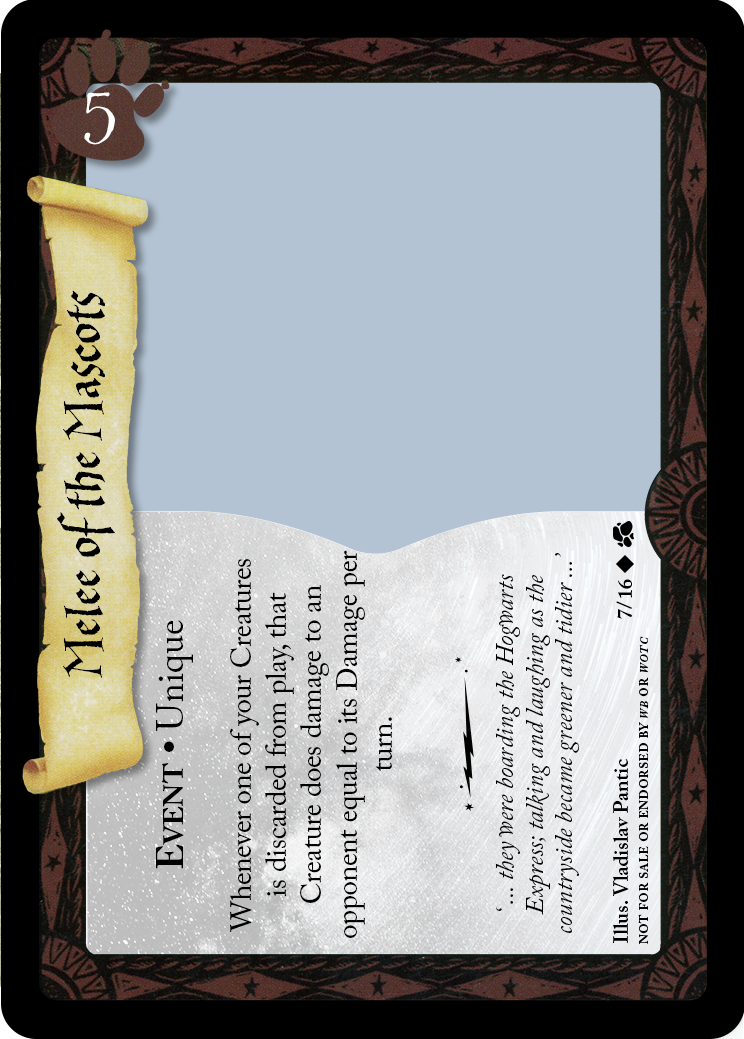 5
Melee of the Mascots
EVENT • Unique
Whenever one of your Creatures
is discarded from play, that
Creature does damage to an
opponent equal to its Damage per
turn.
‘ ... they were boarding the Hogwarts
Express; talking and laughing as the
countryside became greener and tidier ... ’
Illus. Vladislav Pantic
7/16
NOT FOR SALE OR ENDORSED BY WB OR WOTC